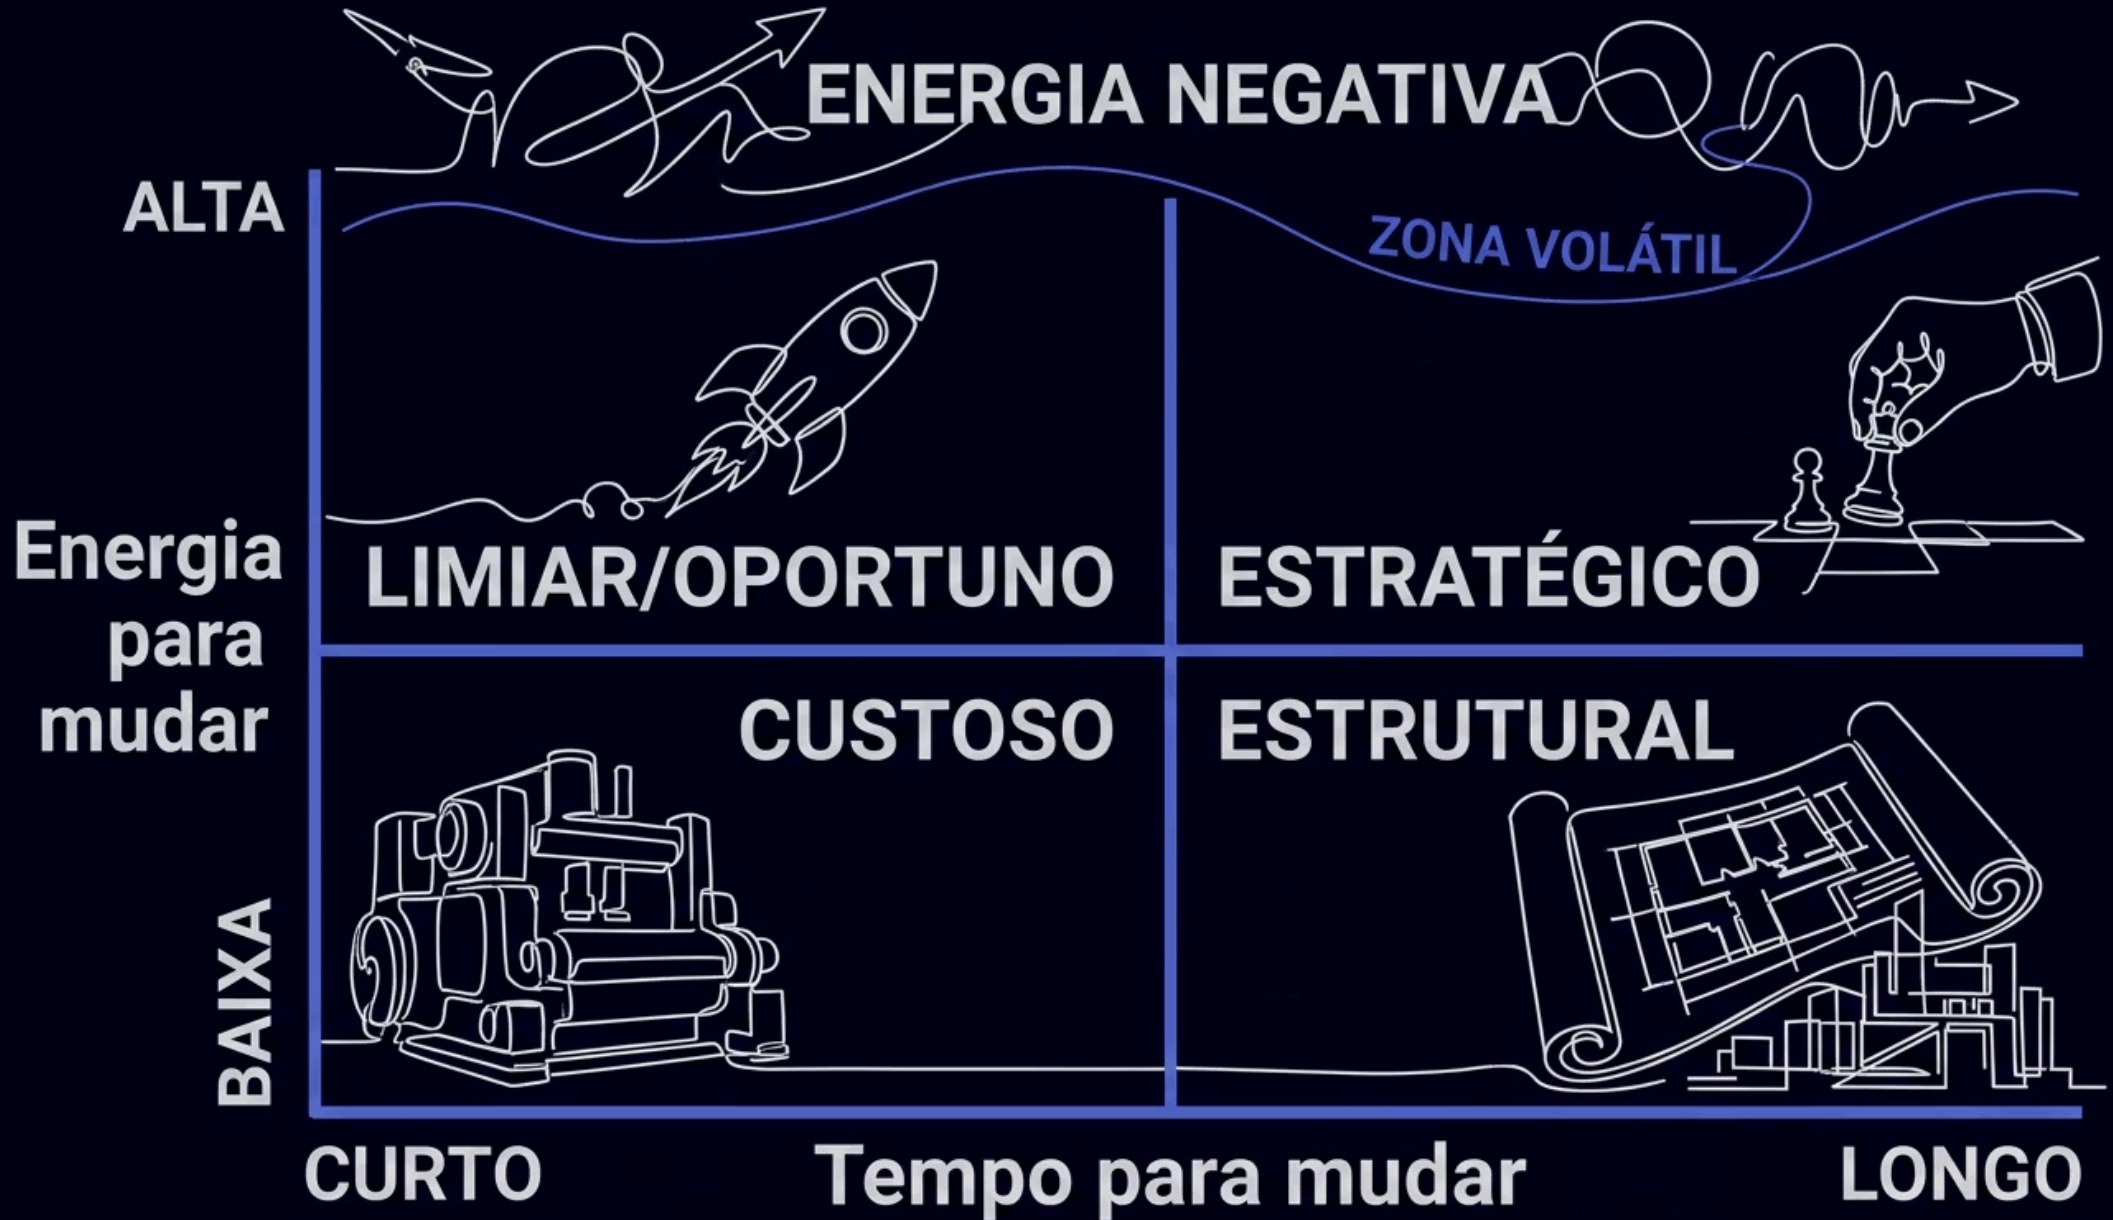 ENERGIA NEGATIVA
ALTA
ZONA VOLÁTIL
Energia
para
mudar
LIMIAR/OPORTUNO
ESTRATÉGICO
CUSTOSO
ESTRUTURAL
BAIXA
CURTO
Tempo para mudar
LONGO